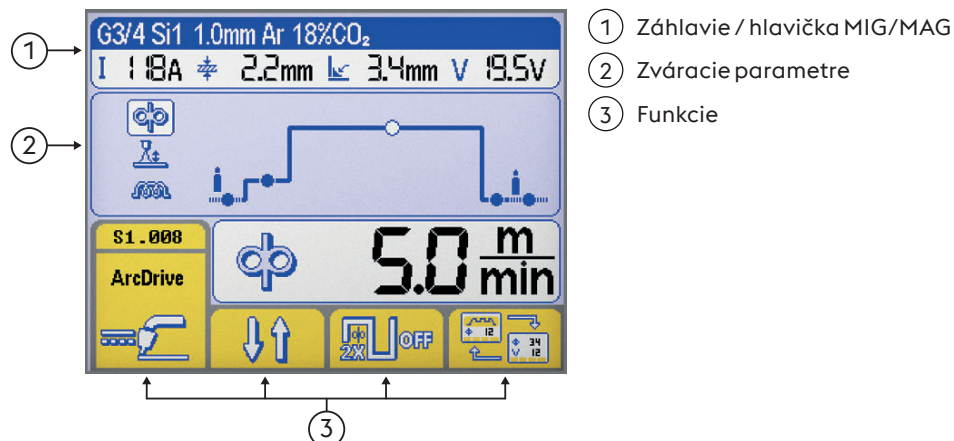 G3/4 Si1 1.0mm Ar 18%CO₂
I 118A 2.2mm 3.4mm V 19.5V
S1.008
ArcDrive
5.0 m/min
2X OFF
12 34
V 12
1 Záhlavie / hlavička MIG/MAG
2 Zváracie parametre
3 Funkcie
1
2
3